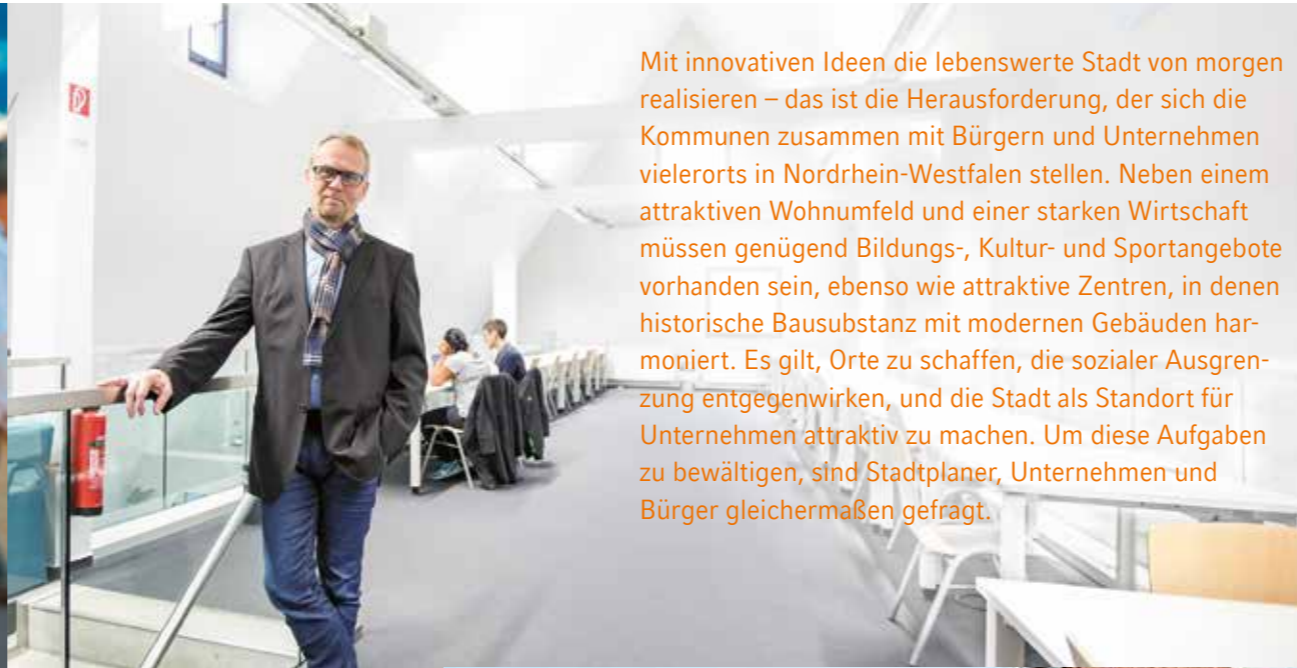 Mit innovativen Ideen die lebenswerte Stadt von morgen
realisieren – das ist die Herausforderung, der sich die
Kommunen zusammen mit Bürgern und Unternehmen
vielerorts in Nordrhein-Westfalen stellen. Neben einem
attraktiven Wohnumfeld und einer starken Wirtschaft
müssen genügend Bildungs-, Kultur- und Sportangebote
vorhanden sein, ebenso wie attraktive Zentren, in denen
historische Bausubstanz mit modernen Gebäuden har-
moniert. Es gilt, Orte zu schaffen, die sozialer Ausgren-
zung entgegenwirken, und die Stadt als Standort für
Unternehmen attraktiv zu machen. Um diese Aufgaben
zu bewältigen, sind Stadtplaner, Unternehmen und
Bürger gleichermaßen gefragt.